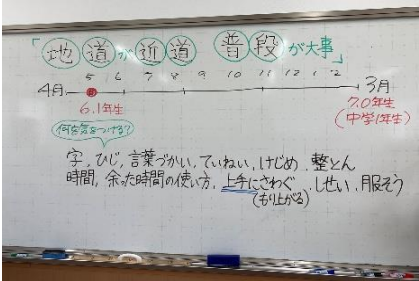 「地道が近道 普段が大事」
5 6 7 8 9 10 11 12 1 2
4月 3月
6.1年生 7.0年生
(中学1年生)
何を気をつける?
字,ひじ,言葉づかい,ていねい,けじめ.整とん
時間,余った時間の使い方,上手にさわぐ.しせい.服そう
(もり上がる)